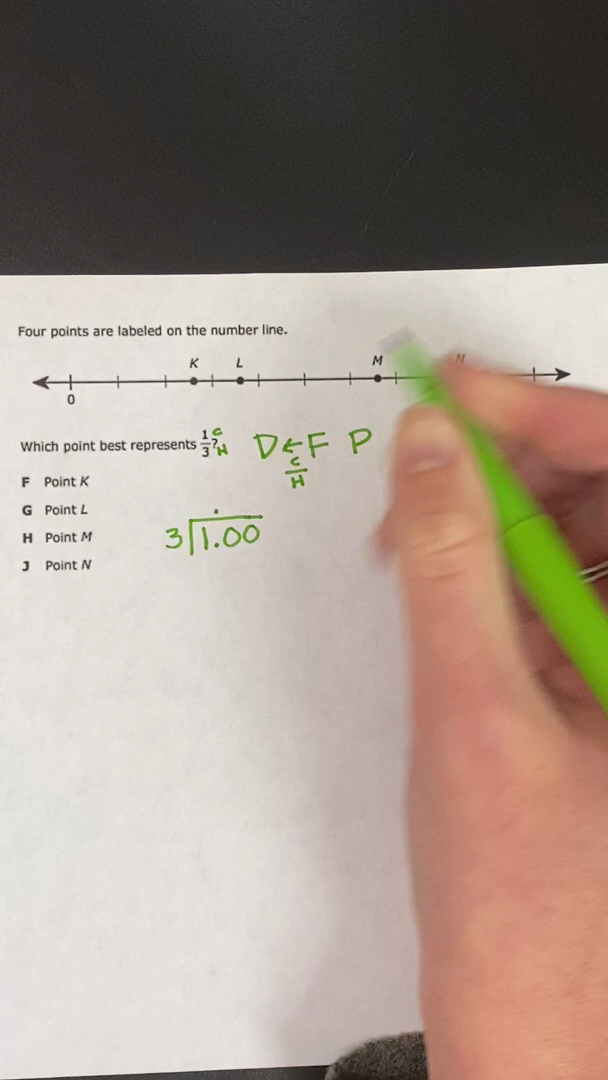 Four points are labeled on the number line.
K L M N
0
Which point best represents 1/3? C H D ← F P
C/H
F Point K
G Point L
H Point M
J Point N
.
3 1.00